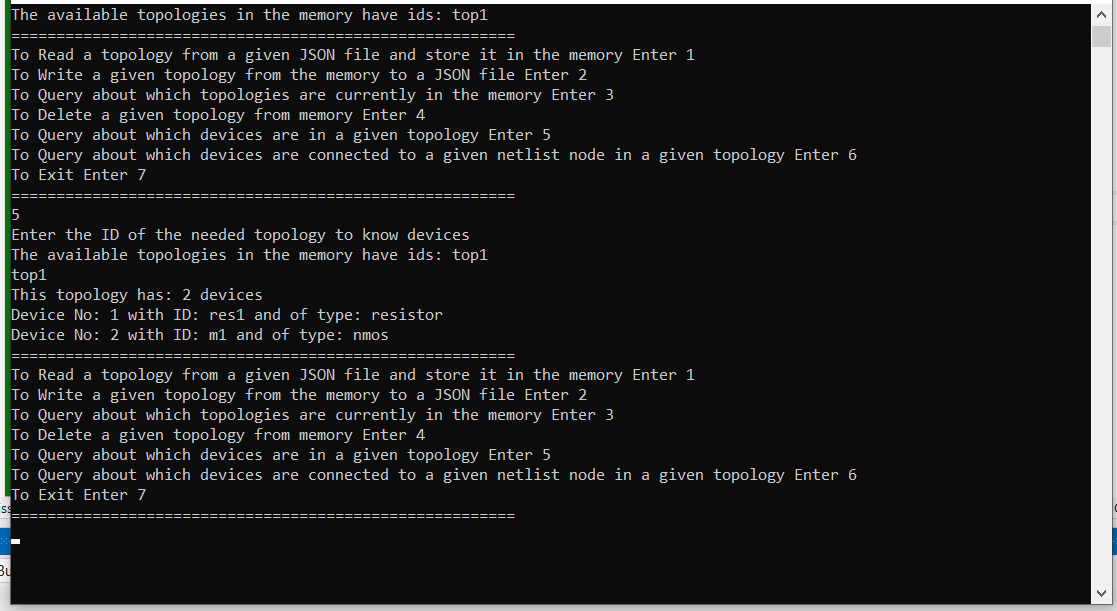 The available topologies in the memory have ids: top1
========================================================
To Read a topology from a given JSON file and store it in the memory Enter 1
To Write a given topology from the memory to a JSON file Enter 2
To Query about which topologies are currently in the memory Enter 3
To Delete a given topology from memory Enter 4
To Query about which devices are in a given topology Enter 5
To Query about which devices are connected to a given netlist node in a given topology Enter 6
To Exit Enter 7
========================================================
5
Enter the ID of the needed topology to know devices
The available topologies in the memory have ids: top1
top1
This topology has: 2 devices
Device No: 1 with ID: res1 and of type: resistor
Device No: 2 with ID: m1 and of type: nmos
========================================================
To Read a topology from a given JSON file and store it in the memory Enter 1
To Write a given topology from the memory to a JSON file Enter 2
To Query about which topologies are currently in the memory Enter 3
To Delete a given topology from memory Enter 4
To Query about which devices are in a given topology Enter 5
To Query about which devices are connected to a given netlist node in a given topology Enter 6
To Exit Enter 7
========================================================